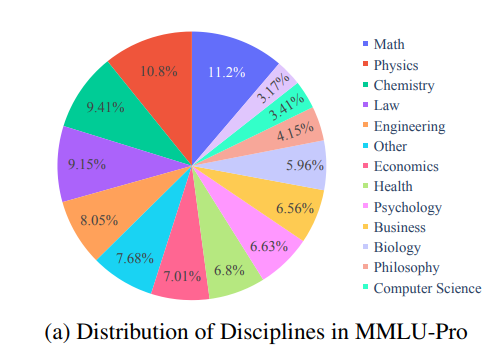 11.2%
10.8%
9.41%
9.15%
8.05%
7.68%
7.01%
6.8%
6.63%
6.56%
5.96%
4.15%
3.41%
3.17%
Math
Physics
Chemistry
Law
Engineering
Other
Economics
Health
Psychology
Business
Biology
Philosophy
Computer Science
(a) Distribution of Disciplines in MMLU-Pro